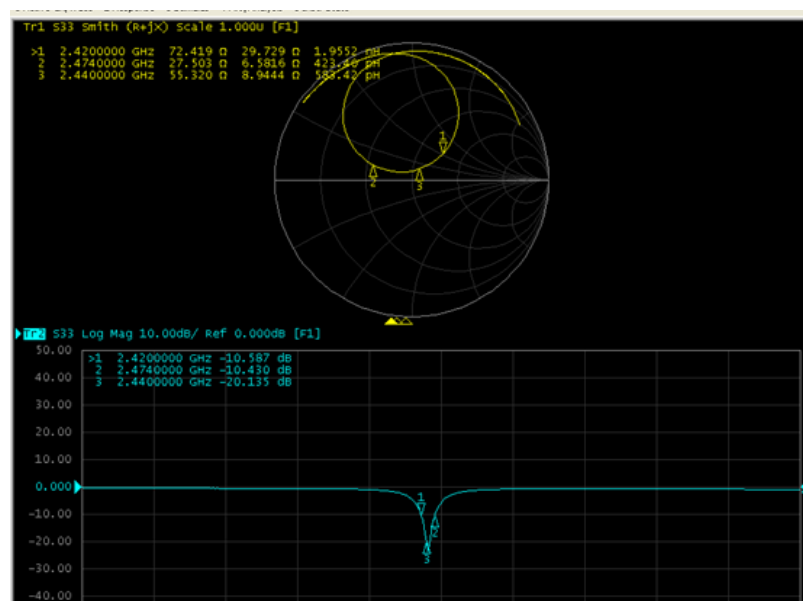 Tr1 S33 Smith (R+jX) Scale 1.000U [F1]
>1 2.4200000 GHz 72.419 Ω 29.729 Ω 1.9552 nH
2 2.4740000 GHz 27.503 Ω 6.5816 Ω 423.40 pH
3 2.4400000 GHz 55.320 Ω 8.9444 Ω 583.42 pH
1
2
3
Tr2 S33 Log Mag 10.00dB/ Ref 0.000dB [F1]
50.00
>1 2.4200000 GHz -10.587 dB
2 2.4740000 GHz -10.430 dB
40.00
3 2.4400000 GHz -20.135 dB
30.00
20.00
10.00
0.000
1
-10.00
2
-20.00
3
-30.00
-40.00